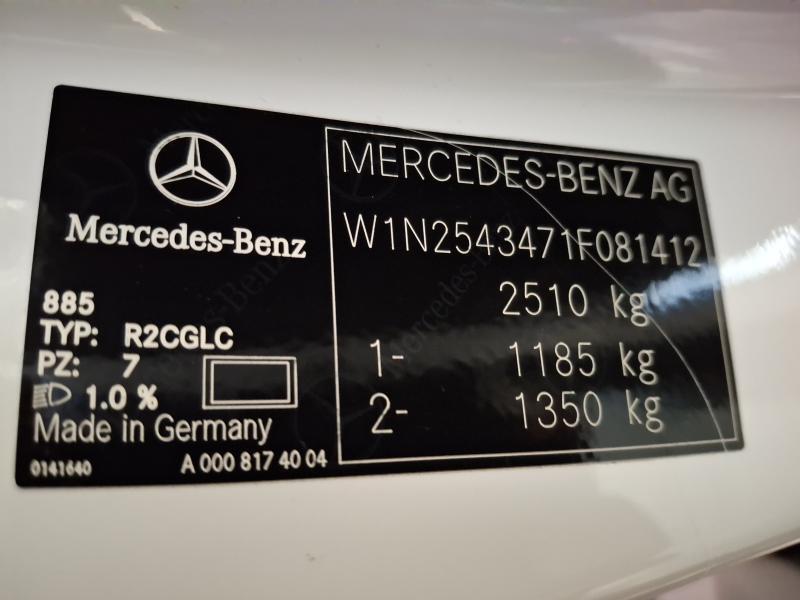 Mercedes-Benz
885
TYP: R2CGLC
PZ: 7
1.0 %
Made in Germany
0141640 A 000 817 40 04
MERCEDES-BENZ AG
W1N2543471F081412
2510 kg
1- 1185 kg
2- 1350 kg